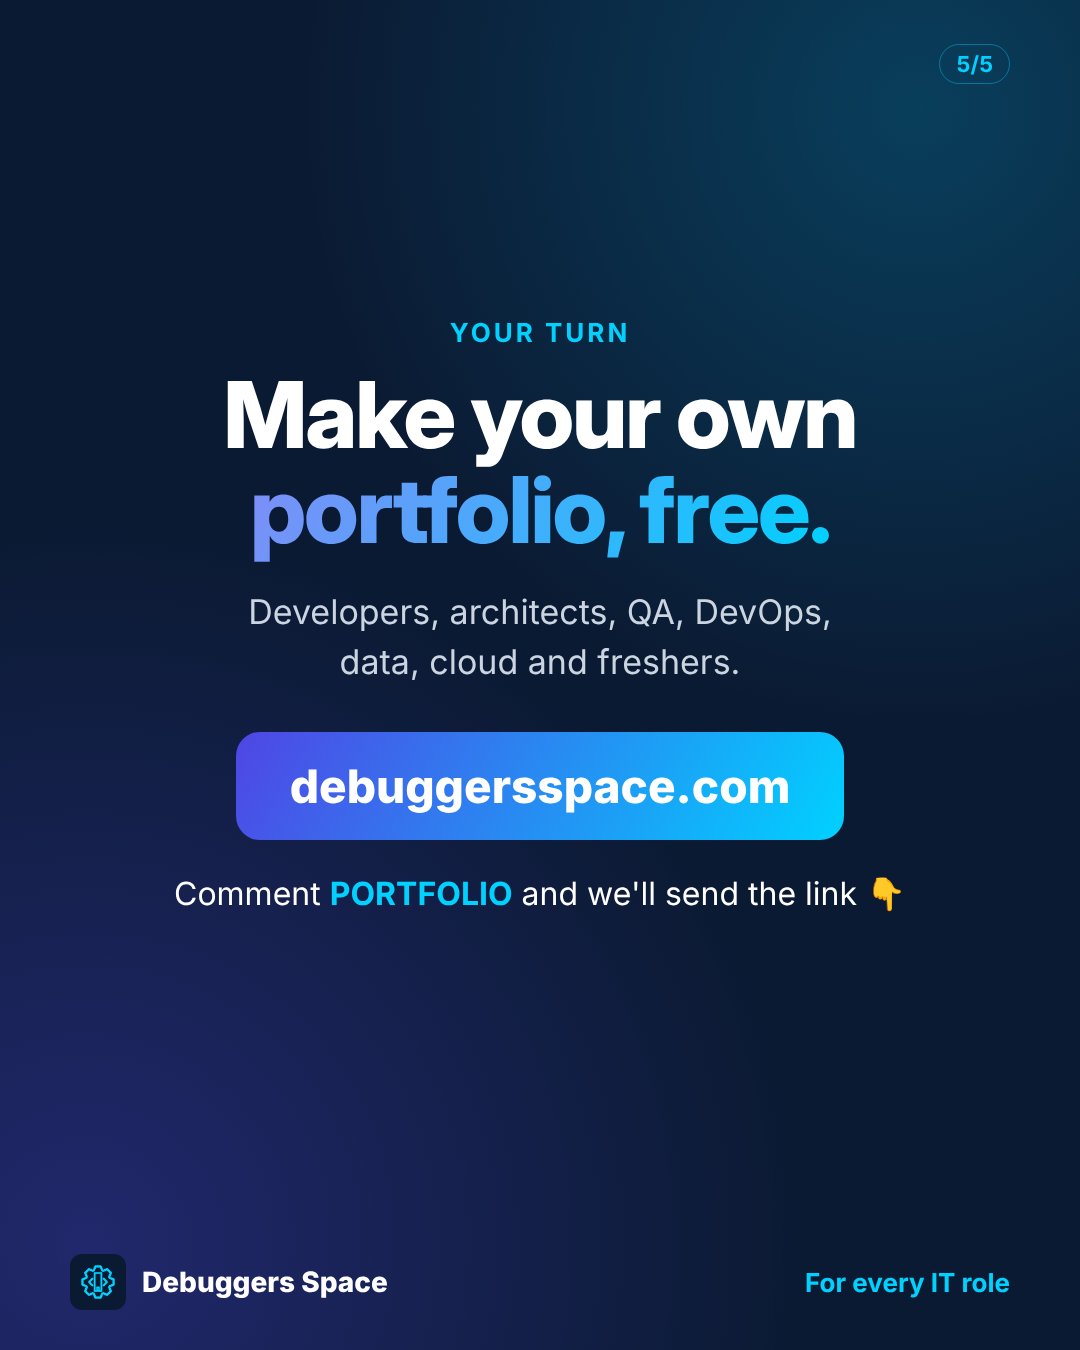 5/5
YOUR TURN
Make your own
portfolio, free.
Developers, architects, QA, DevOps,
data, cloud and freshers.
debuggersspace.com
Comment PORTFOLIO and we'll send the link 👇
Debuggers Space
For every IT role